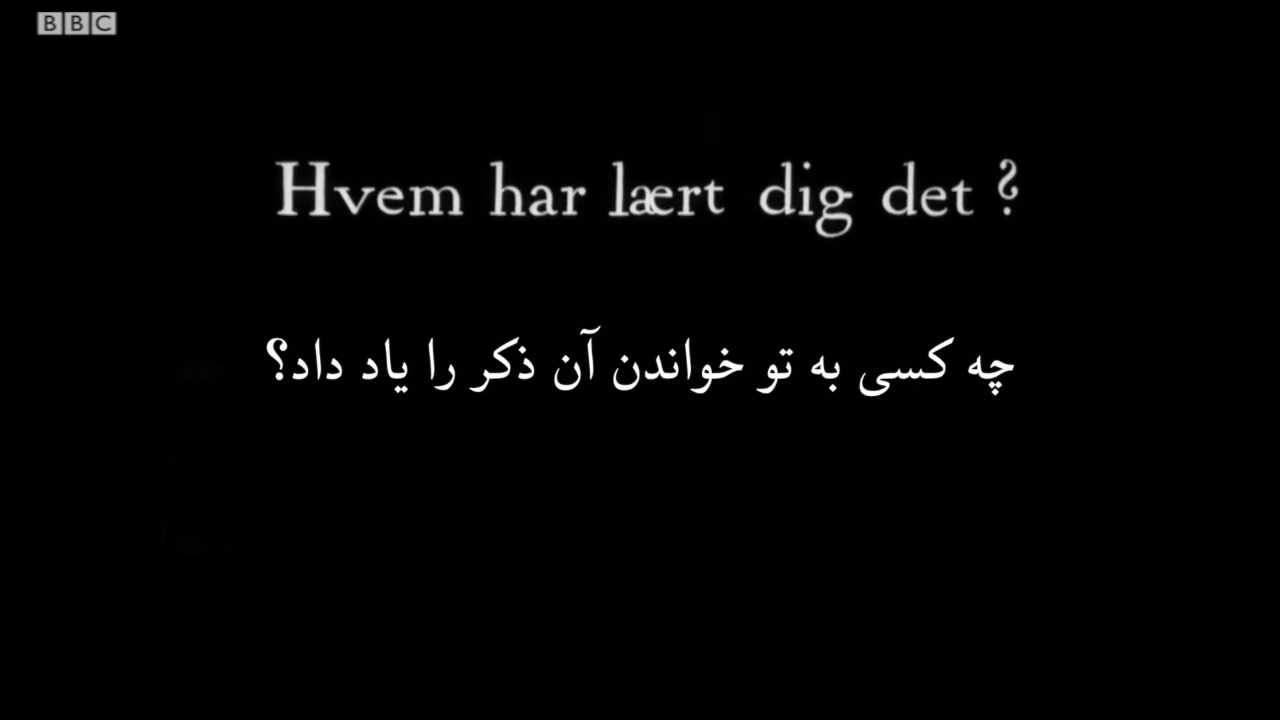 BBC
Hvem har lært dig det ?
چه کسی به تو خواندن آن ذکر را یاد داد؟